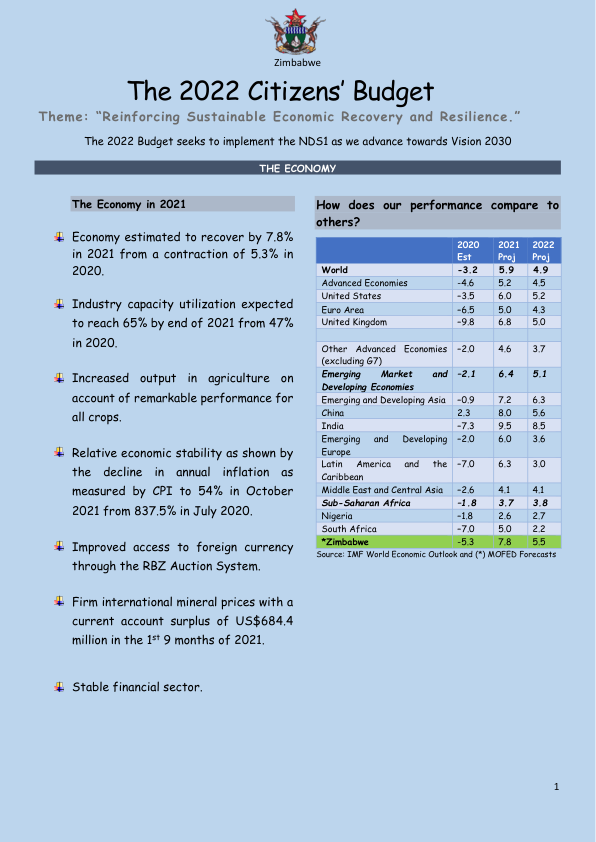 Zimbabwe
The 2022 Citizens’ Budget
Theme: “Reinforcing Sustainable Economic Recovery and Resilience.”
The 2022 Budget seeks to implement the NDS1 as we advance towards Vision 2030
THE ECONOMY
The Economy in 2021
Economy estimated to recover by 7.8%
in 2021 from a contraction of 5.3% in
2020.
Industry capacity utilization expected
to reach 65% by end of 2021 from 47%
in 2020.
Increased output in agriculture on
account of remarkable performance for
all crops.
Relative economic stability as shown by
the decline in annual inflation as
measured by CPI to 54% in October
2021 from 837.5% in July 2020.
Improved access to foreign currency
through the RBZ Auction System.
Firm international mineral prices with a
current account surplus of US$684.4
million in the 1st 9 months of 2021.
Stable financial sector.
How does our performance compare to
others?
2020 2021 2022
Est Proj Proj
World -3.2 5.9 4.9
Advanced Economies -4.6 5.2 4.5
United States -3.5 6.0 5.2
Euro Area -6.5 5.0 4.3
United Kingdom -9.8 6.8 5.0
Other Advanced Economies -2.0 4.6 3.7
(excluding G7)
Emerging Market and -2.1 6.4 5.1
Developing Economies
Emerging and Developing Asia -0.9 7.2 6.3
China 2.3 8.0 5.6
India -7.3 9.5 8.5
Emerging and Developing -2.0 6.0 3.6
Europe
Latin America and the -7.0 6.3 3.0
Caribbean
Middle East and Central Asia -2.6 4.1 4.1
Sub-Saharan Africa -1.8 3.7 3.8
Nigeria -1.8 2.6 2.7
South Africa -7.0 5.0 2.2
*Zimbabwe -5.3 7.8 5.5
Source: IMF World Economic Outlook and (*) MOFED Forecasts
1